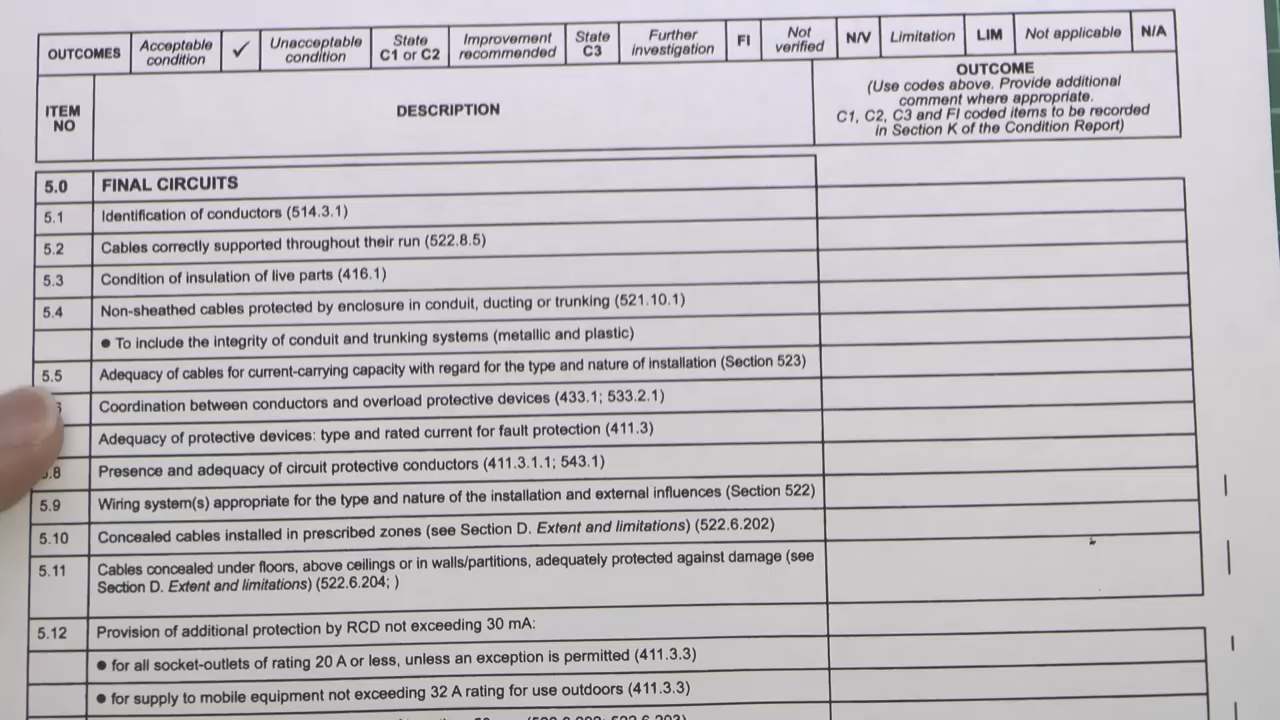 OUTCOMES Acceptable condition ✓ Unacceptable condition State C1 or C2 Improvement recommended State C3 Further investigation FI Not verified N/V Limitation LIM Not applicable N/A
ITEM NO
DESCRIPTION
OUTCOME
(Use codes above. Provide additional
comment where appropriate.
C1, C2, C3 and FI coded items to be recorded
in Section K of the Condition Report)
5.0 FINAL CIRCUITS
5.1 Identification of conductors (514.3.1)
5.2 Cables correctly supported throughout their run (522.8.5)
5.3 Condition of insulation of live parts (416.1)
5.4 Non-sheathed cables protected by enclosure in conduit, ducting or trunking (521.10.1)
● To include the integrity of conduit and trunking systems (metallic and plastic)
5.5 Adequacy of cables for current-carrying capacity with regard for the type and nature of installation (Section 523)
Coordination between conductors and overload protective devices (433.1; 533.2.1)
Adequacy of protective devices: type and rated current for fault protection (411.3)
5.8 Presence and adequacy of circuit protective conductors (411.3.1.1; 543.1)
5.9 Wiring system(s) appropriate for the type and nature of the installation and external influences (Section 522)
5.10 Concealed cables installed in prescribed zones (see Section D. Extent and limitations) (522.6.202)
5.11 Cables concealed under floors, above ceilings or in walls/partitions, adequately protected against damage (see
Section D. Extent and limitations) (522.6.204; )
5.12 Provision of additional protection by RCD not exceeding 30 mA:
● for all socket-outlets of rating 20 A or less, unless an exception is permitted (411.3.3)
● for supply to mobile equipment not exceeding 32 A rating for use outdoors (411.3.3)